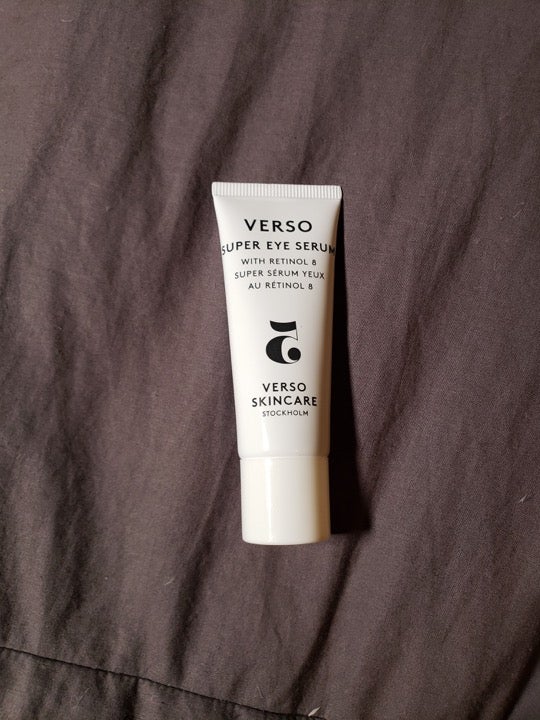 VERSO
SUPER EYE SERUM
WITH RETINOL 8
SUPER SÉRUM YEUX
AU RÉTINOL 8
5
VERSO
SKINCARE
STOCKHOLM